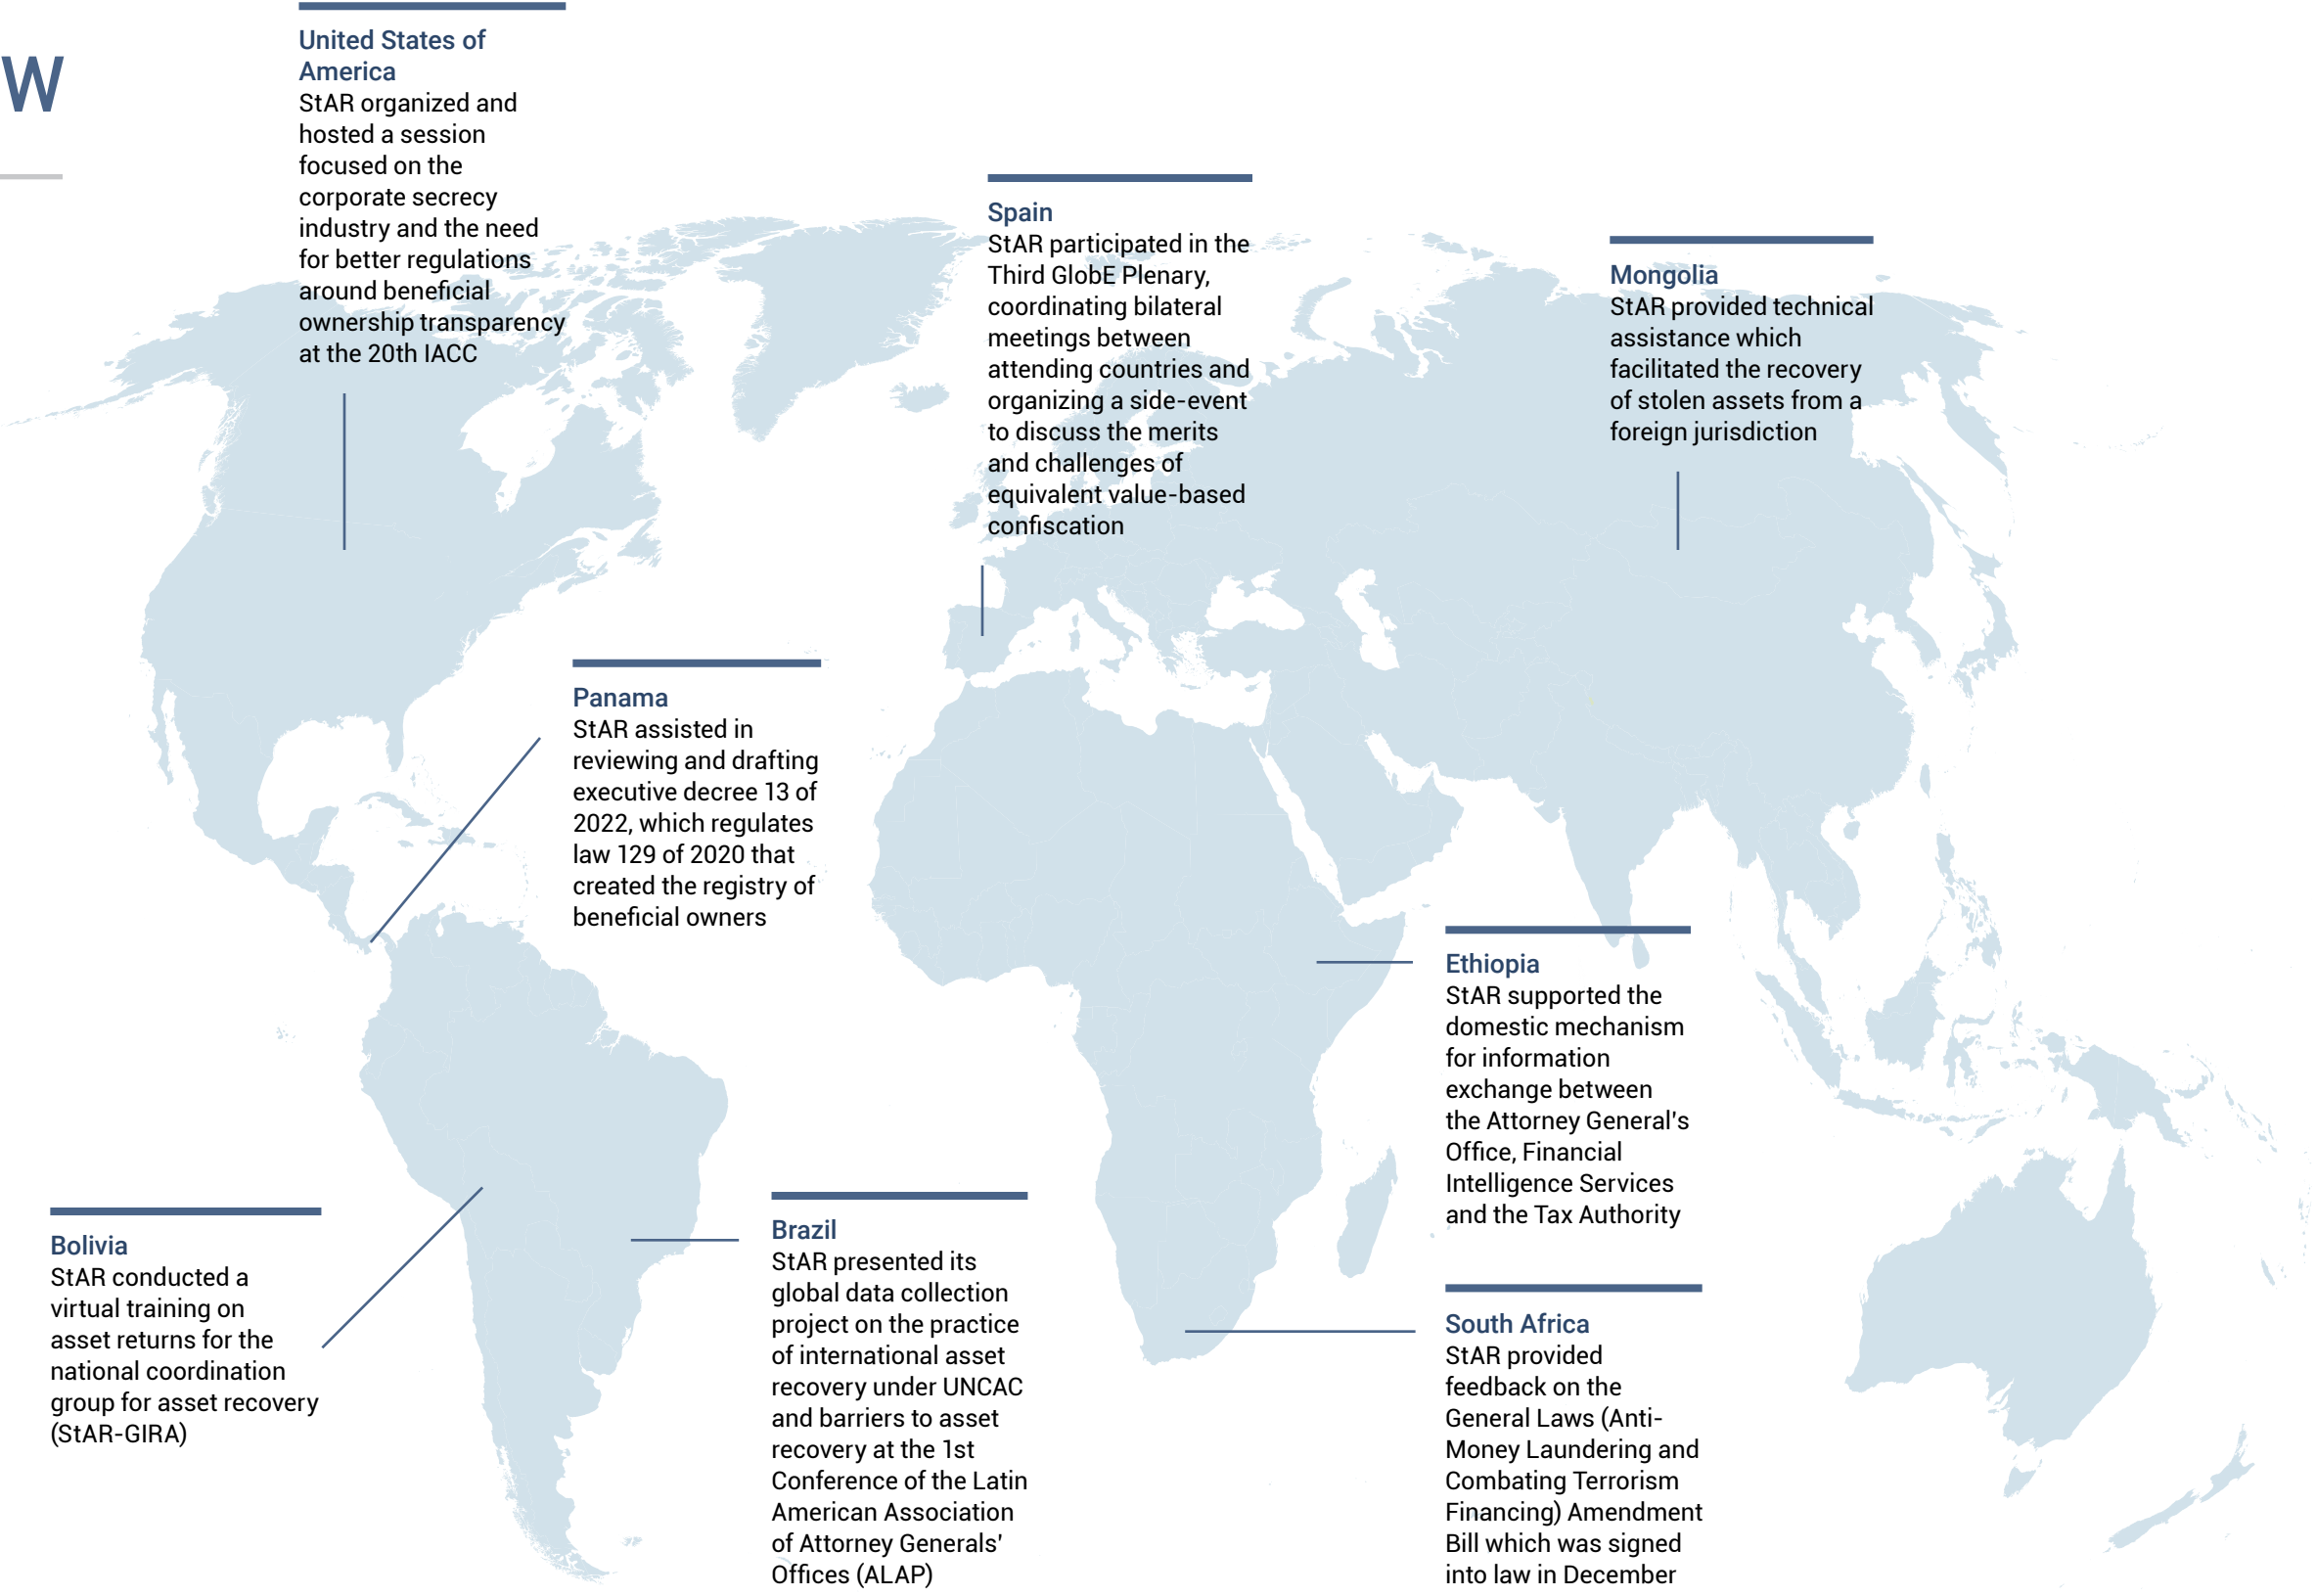 W
United States of
America
StAR organized and
hosted a session
focused on the
corporate secrecy
industry and the need
for better regulations
around beneficial
ownership transparency
at the 20th IACC
Spain
StAR participated in the
Third GlobE Plenary,
coordinating bilateral
meetings between
attending countries and
organizing a side-event
to discuss the merits
and challenges of
equivalent value-based
confiscation
Mongolia
StAR provided technical
assistance which
facilitated the recovery
of stolen assets from a
foreign jurisdiction
Panama
StAR assisted in
reviewing and drafting
executive decree 13 of
2022, which regulates
law 129 of 2020 that
created the registry of
beneficial owners
Ethiopia
StAR supported the
domestic mechanism
for information
exchange between
the Attorney General's
Office, Financial
Intelligence Services
and the Tax Authority
Bolivia
StAR conducted a
virtual training on
asset returns for the
national coordination
group for asset recovery
(StAR-GIRA)
Brazil
StAR presented its
global data collection
project on the practice
of international asset
recovery under UNCAC
and barriers to asset
recovery at the 1st
Conference of the Latin
American Association
of Attorney Generals'
Offices (ALAP)
South Africa
StAR provided
feedback on the
General Laws (Anti-
Money Laundering and
Combating Terrorism
Financing) Amendment
Bill which was signed
into law in December